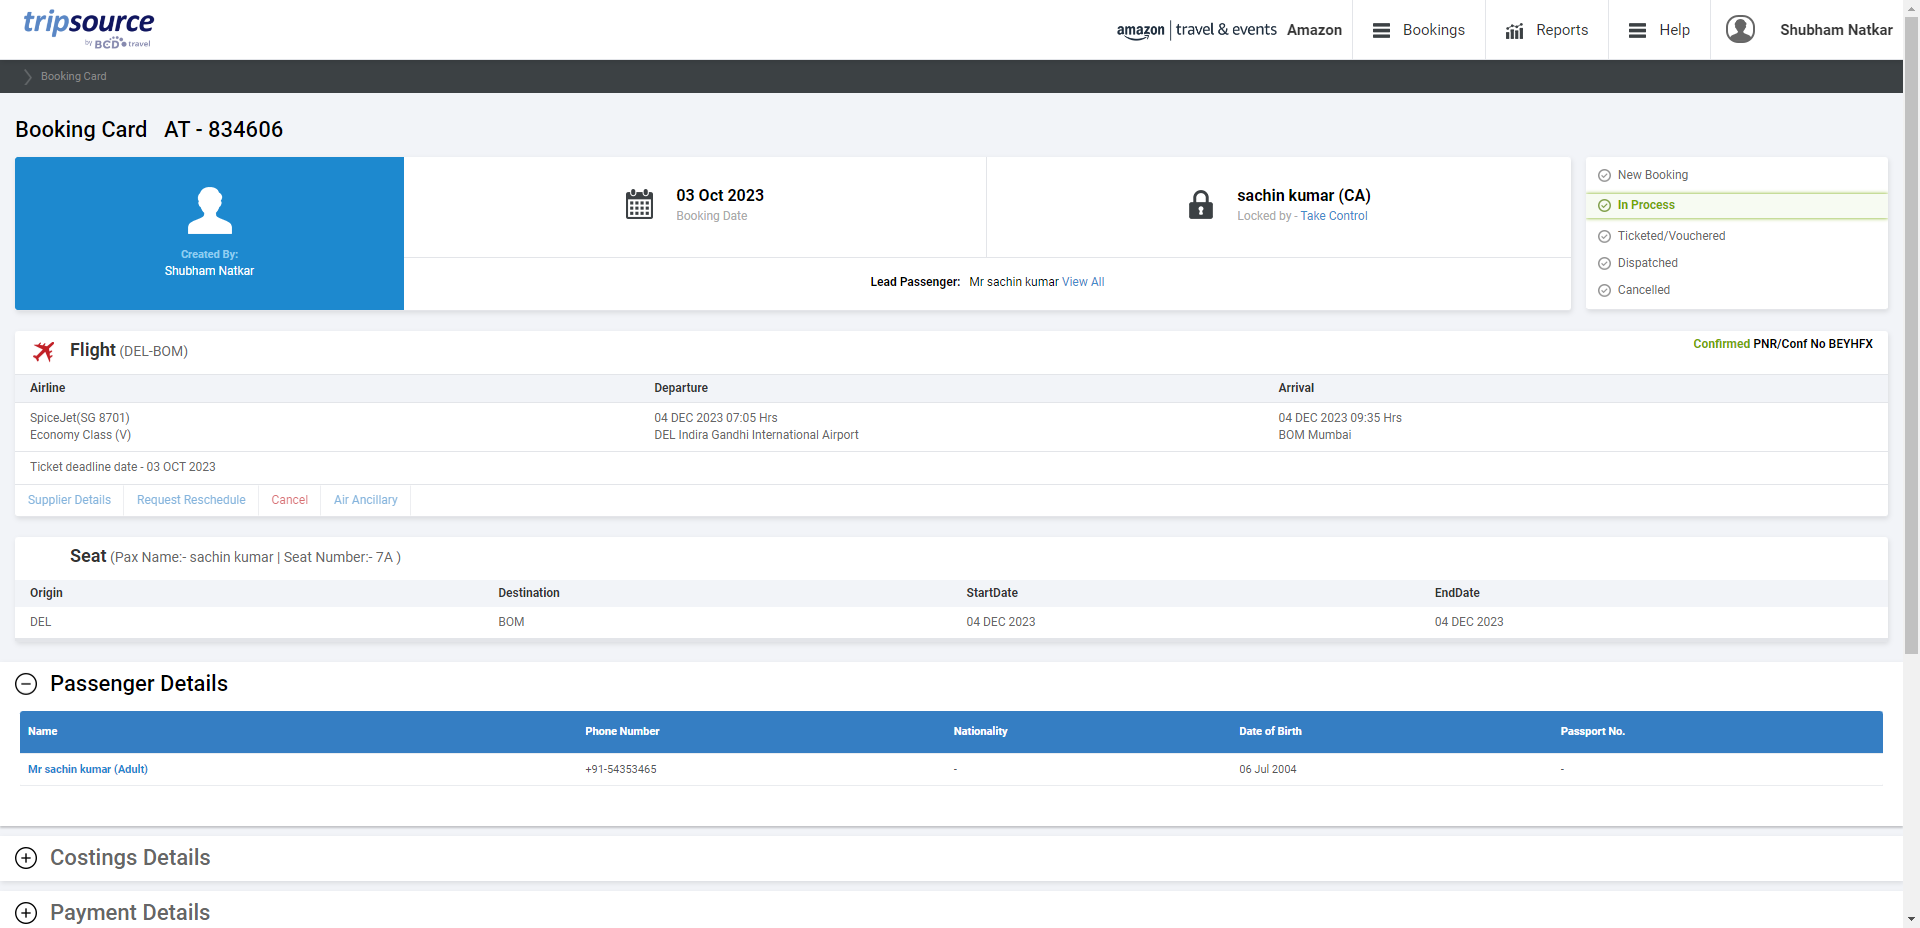 tripsource
by BCD travel
amazon | travel & events Amazon
Bookings
Reports
Help
Shubham Natkar
Booking Card
Booking Card AT - 834606
Created By:
Shubham Natkar
03 Oct 2023
Booking Date
sachin kumar (CA)
Locked by - Take Control
Lead Passenger: Mr sachin kumar View All
New Booking
In Process
Ticketed/Vouchered
Dispatched
Cancelled
Flight (DEL-BOM)
Confirmed PNR/Conf No BEYHFX
Airline Departure Arrival
SpiceJet(SG 8701) 04 DEC 2023 07:05 Hrs 04 DEC 2023 09:35 Hrs
Economy Class (V) DEL Indira Gandhi International Airport BOM Mumbai
Ticket deadline date - 03 OCT 2023
Supplier Details Request Reschedule Cancel Air Ancillary
Seat (Pax Name:- sachin kumar | Seat Number:- 7A )
Origin Destination StartDate EndDate
DEL BOM 04 DEC 2023 04 DEC 2023
Passenger Details
Name Phone Number Nationality Date of Birth Passport No.
Mr sachin kumar (Adult) +91-54353465 - 06 Jul 2004 -
Costings Details
Payment Details